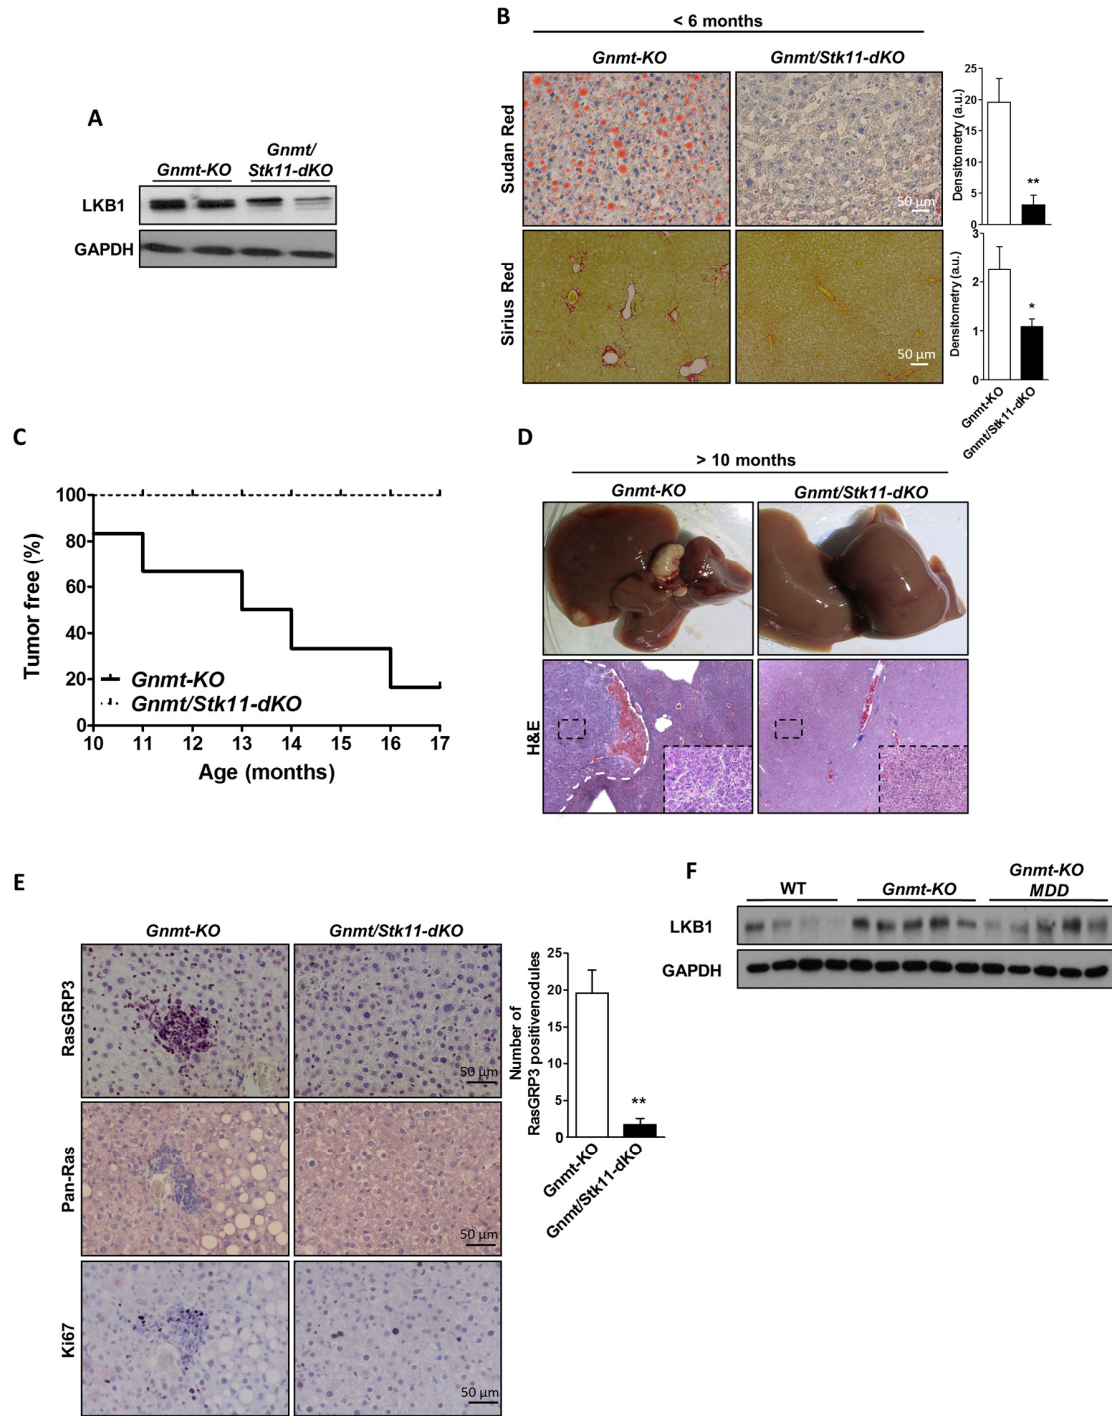 A
Gnmt-KO
Gnmt/
Stk11-dKO
LKB1
GAPDH
B
< 6 months
Gnmt-KO
Gnmt/Stk11-dKO
Sudan Red
50 µm
Densitometry (a.u.)
25
20
15
10
5
0
**
Sirius Red
50 µm
Densitometry (a.u.)
3
2
1
0
*
Gnmt-KO
Gnmt/Stk11-dKO
C
Tumor free (%)
100
80
60
40
20
0
Gnmt-KO
Gnmt/Stk11-dKO
10 11 12 13 14 15 16 17
Age (months)
D
> 10 months
Gnmt-KO
Gnmt/Stk11-dKO
H&E
E
Gnmt-KO
Gnmt/Stk11-dKO
RasGRP3
50 µm
Pan-Ras
50 µm
Ki67
50 µm
Number of
RasGRP3 positivenodules
25
20
15
10
5
0
**
Gnmt-KO
Gnmt/Stk11-dKO
F
WT
Gnmt-KO
Gnmt-KO
MDD
LKB1
GAPDH